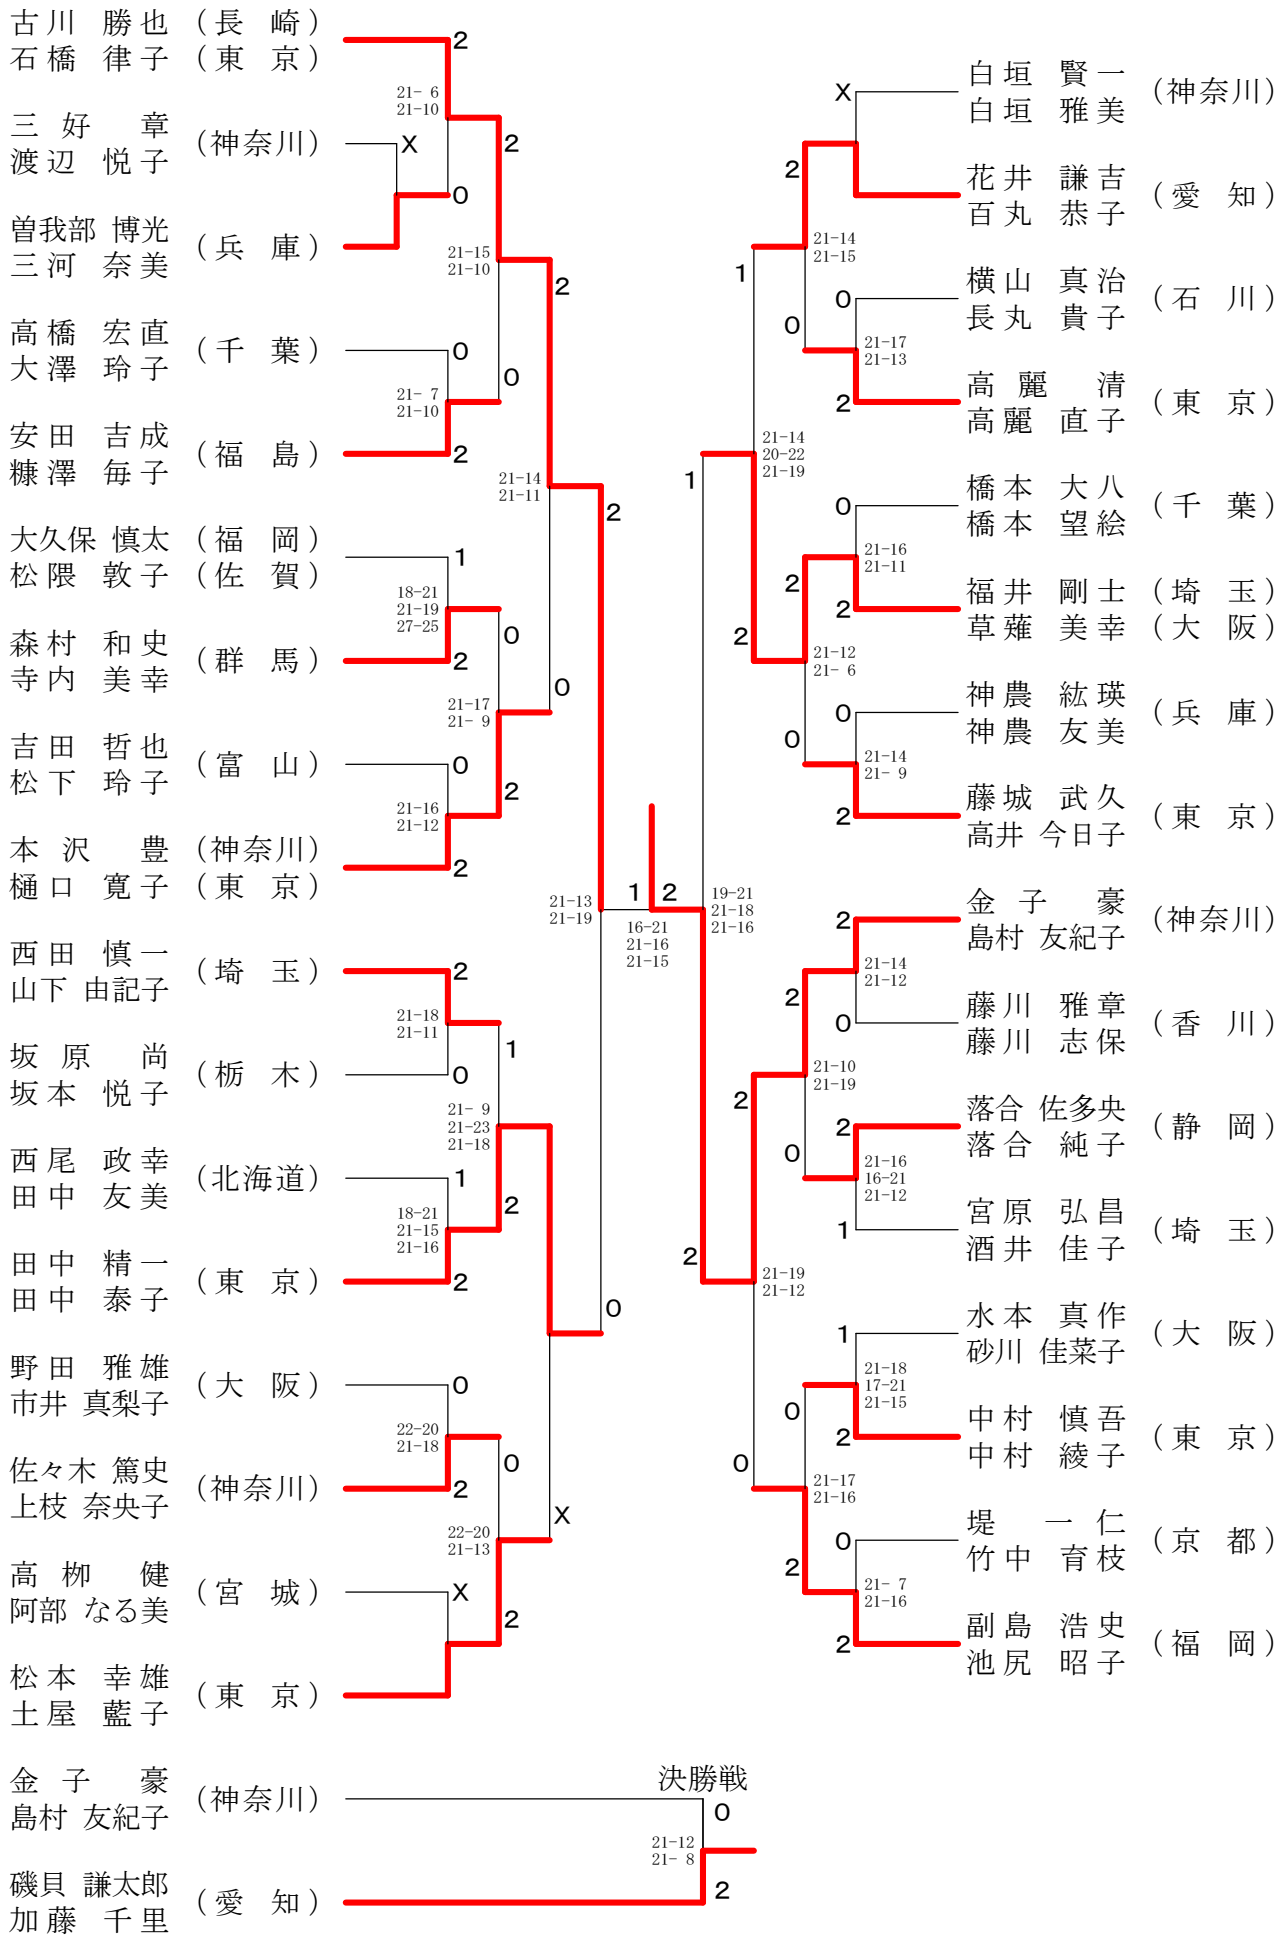 古川 勝也 (長崎)
石橋 律子 (東京)
三好 章
渡辺 悦子
(神奈川)
曽我部 博光
三河 奈美
(兵庫)
高橋 宏直
大澤 玲子
(千葉)
安田 吉成
糠澤 毎子
(福島)
大久保 慎太 (福岡)
松隈 敦子 (佐賀)
森村 和史
寺内 美幸
(群馬)
吉田 哲也
松下 玲子
(富山)
本沢 豊 (神奈川)
樋口 寛子 (東京)
西田 慎一
山下 由記子
(埼玉)
坂原 尚
坂本 悦子
(栃木)
西尾 政幸
田中 友美
(北海道)
田中 精一
田中 泰子
(東京)
野田 雅雄
市井 真梨子
(大阪)
佐々木 篤史
上枝 奈央子
(神奈川)
高栁 健
阿部 なる美
(宮城)
松本 幸雄
土屋 藍子
(東京)
2
21- 6
21-10
X
0
2
21-15
21-10
0
21- 7
21-10
2
0
2
21-14
21-11
1
18-21
21-19
27-25
2
0
21-17
21- 9
0
21-16
21-12
2
2
0
2
21-13
21-19
2
21-18
21-11
0
1
21- 9
21-23
21-18
1
18-21
21-15
21-16
2
2
0
0
22-20
21-18
2
0
22-20
21-13
X
2
X
1
2
16-21
21-16
21-15
白垣 賢一
白垣 雅美
(神奈川)
花井 謙吉
百丸 恭子
(愛知)
横山 真治
長丸 貴子
(石川)
高麗 清
高麗 直子
(東京)
橋本 大八
橋本 望絵
(千葉)
福井 剛士 (埼玉)
草薙 美幸 (大阪)
神農 紘瑛
神農 友美
(兵庫)
藤城 武久
高井 今日子
(東京)
金子 豪
島村 友紀子
(神奈川)
藤川 雅章
藤川 志保
(香川)
落合 佐多央
落合 純子
(静岡)
宮原 弘昌
酒井 佳子
(埼玉)
水本 真作
砂川 佳菜子
(大阪)
中村 慎吾
中村 綾子
(東京)
堤 一仁
竹中 育枝
(京都)
副島 浩史
池尻 昭子
(福岡)
X
2
21-14
21-15
0
0
21-17
21-13
2
1
21-14
20-22
21-19
1
0
21-16
21-11
2
2
2
21-12
21- 6
0
0
21-14
21- 9
2
19-21
21-18
21-16
2
21-14
21-12
0
2
21-10
21-19
0
2
2
21-16
16-21
21-12
1
2
21-19
21-12
1
21-18
17-21
21-15
2
0
0
21-17
21-16
2
0
21- 7
21-16
2
決勝戦
金子 豪
島村 友紀子
(神奈川)
0
21-12
21- 8
磯貝 謙太郎
加藤 千里
(愛知)
2